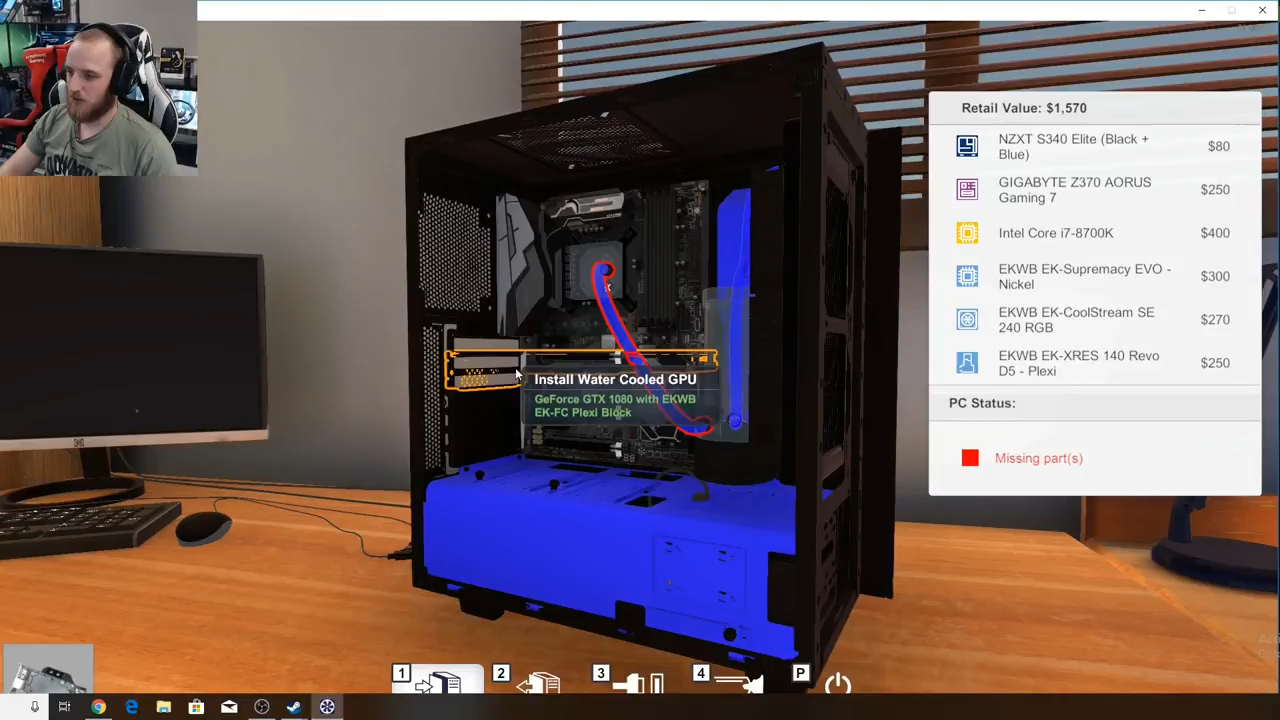 Retail Value: $1,570
NZXT S340 Elite (Black +
Blue)
$80
GIGABYTE Z370 AORUS
Gaming 7
$250
Intel Core i7-8700K
$400
EKWB EK-Supremacy EVO -
Nickel
$300
EKWB EK-CoolStream SE
240 RGB
$270
EKWB EK-XRES 140 Revo
D5 - Plexi
$250
PC Status:
Missing part(s)
Install Water Cooled GPU
GeForce GTX 1080 with EKWB
EK-FC Plexi Block
1
2
3
4
P